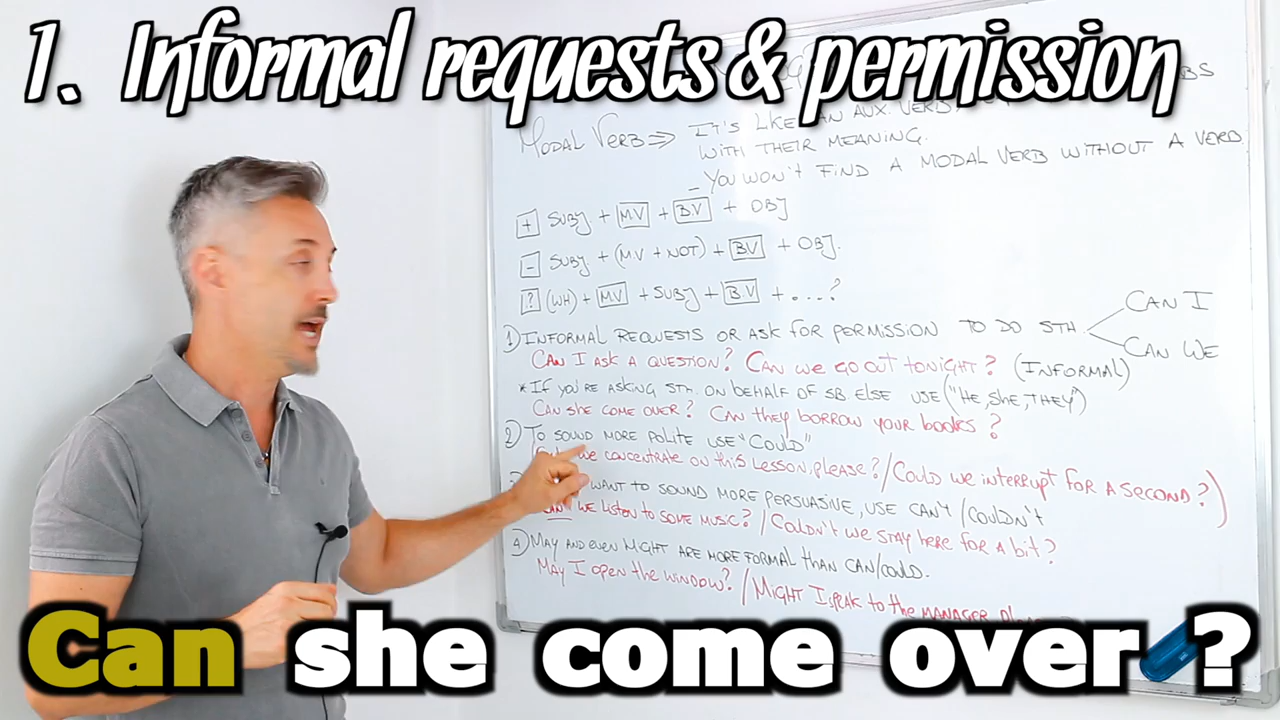 1. Informal requests & permission
BS
MODAL VERB ⇒ IT'S LIKE AN AUX. VERB,
WITH THEIR MEANING.
- YOU WON'T FIND A MODAL VERB WITHOUT A VERB.
+ SUBJ + M.V + B.V + OBJ
- SUBJ + (M.V + NOT) + B.V + OBJ.
? (WH) + M.V + SUBJ + B.V + ....?
1) INFORMAL REQUESTS OR ASK FOR PERMISSION TO DO STH. CAN I
CAN WE
CAN I ASK A QUESTION? CAN WE GO OUT TONIGHT? (INFORMAL)
* IF YOU'RE ASKING STH. ON BEHALF OF SB. ELSE USE ("HE, SHE, THEY")
CAN SHE COME OVER? CAN THEY BORROW YOUR BOOKS?
2) TO SOUND MORE POLITE USE "COULD"
WE CONCENTRATE ON THIS LESSON, PLEASE? / COULD WE INTERRUPT FOR A SECOND?)
WANT TO SOUND MORE PERSUASIVE, USE CAN'T / COULDN'T
CAN'T WE LISTEN TO SOME MUSIC? / COULDN'T WE STAY HERE FOR A BIT?
4) MAY AND EVEN MIGHT ARE MORE FORMAL THAN CAN/COULD.
MAY I OPEN THE WINDOW? / MIGHT I SPEAK TO THE MANAGER
Can she come over ?